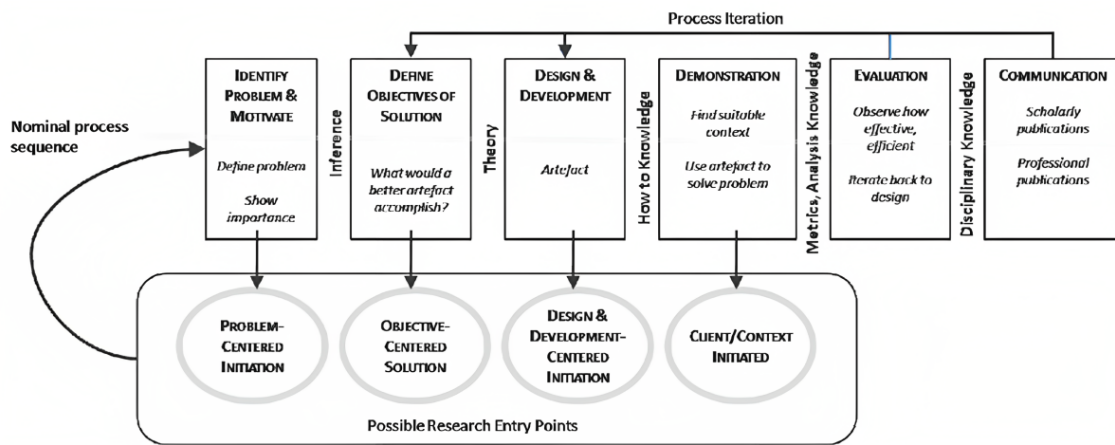 Process Iteration
Nominal process
sequence
IDENTIFY
PROBLEM &
MOTIVATE
Define problem
Show
importance
Inference
DEFINE
OBJECTIVES OF
SOLUTION
What would a
better artefact
accomplish?
Theory
DESIGN &
DEVELOPMENT
Artefact
How to Knowledge
DEMONSTRATION
Find suitable
context
Use artefact to
solve problem
Metrics, Analysis Knowledge
EVALUATION
Observe how
effective,
efficient
Iterate back to
design
Disciplinary Knowledge
COMMUNICATION
Scholarly
publications
Professional
publications
PROBLEM-
CENTERED
INITIATION
OBJECTIVE-
CENTERED
SOLUTION
DESIGN &
DEVELOPMENT-
CENTERED
INITIATION
CLIENT/CONTEXT
INITIATED
Possible Research Entry Points